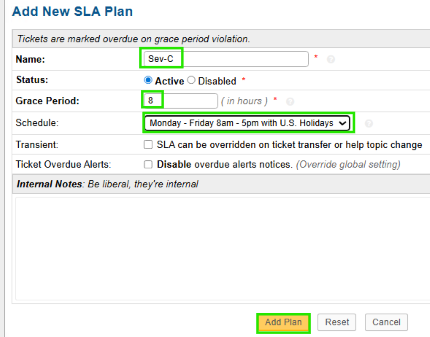 Add New SLA Plan
Tickets are marked overdue on grace period violation.
Name: Sev-C *
Status: Active Disabled *
Grace Period: 8 ( in hours ) *
Schedule: Monday - Friday 8am - 5pm with U.S. Holidays
Transient: SLA can be overridden on ticket transfer or help topic change
Ticket Overdue Alerts: Disable overdue alerts notices. (Override global setting)
Internal Notes: Be liberal, they're internal
Add Plan Reset Cancel